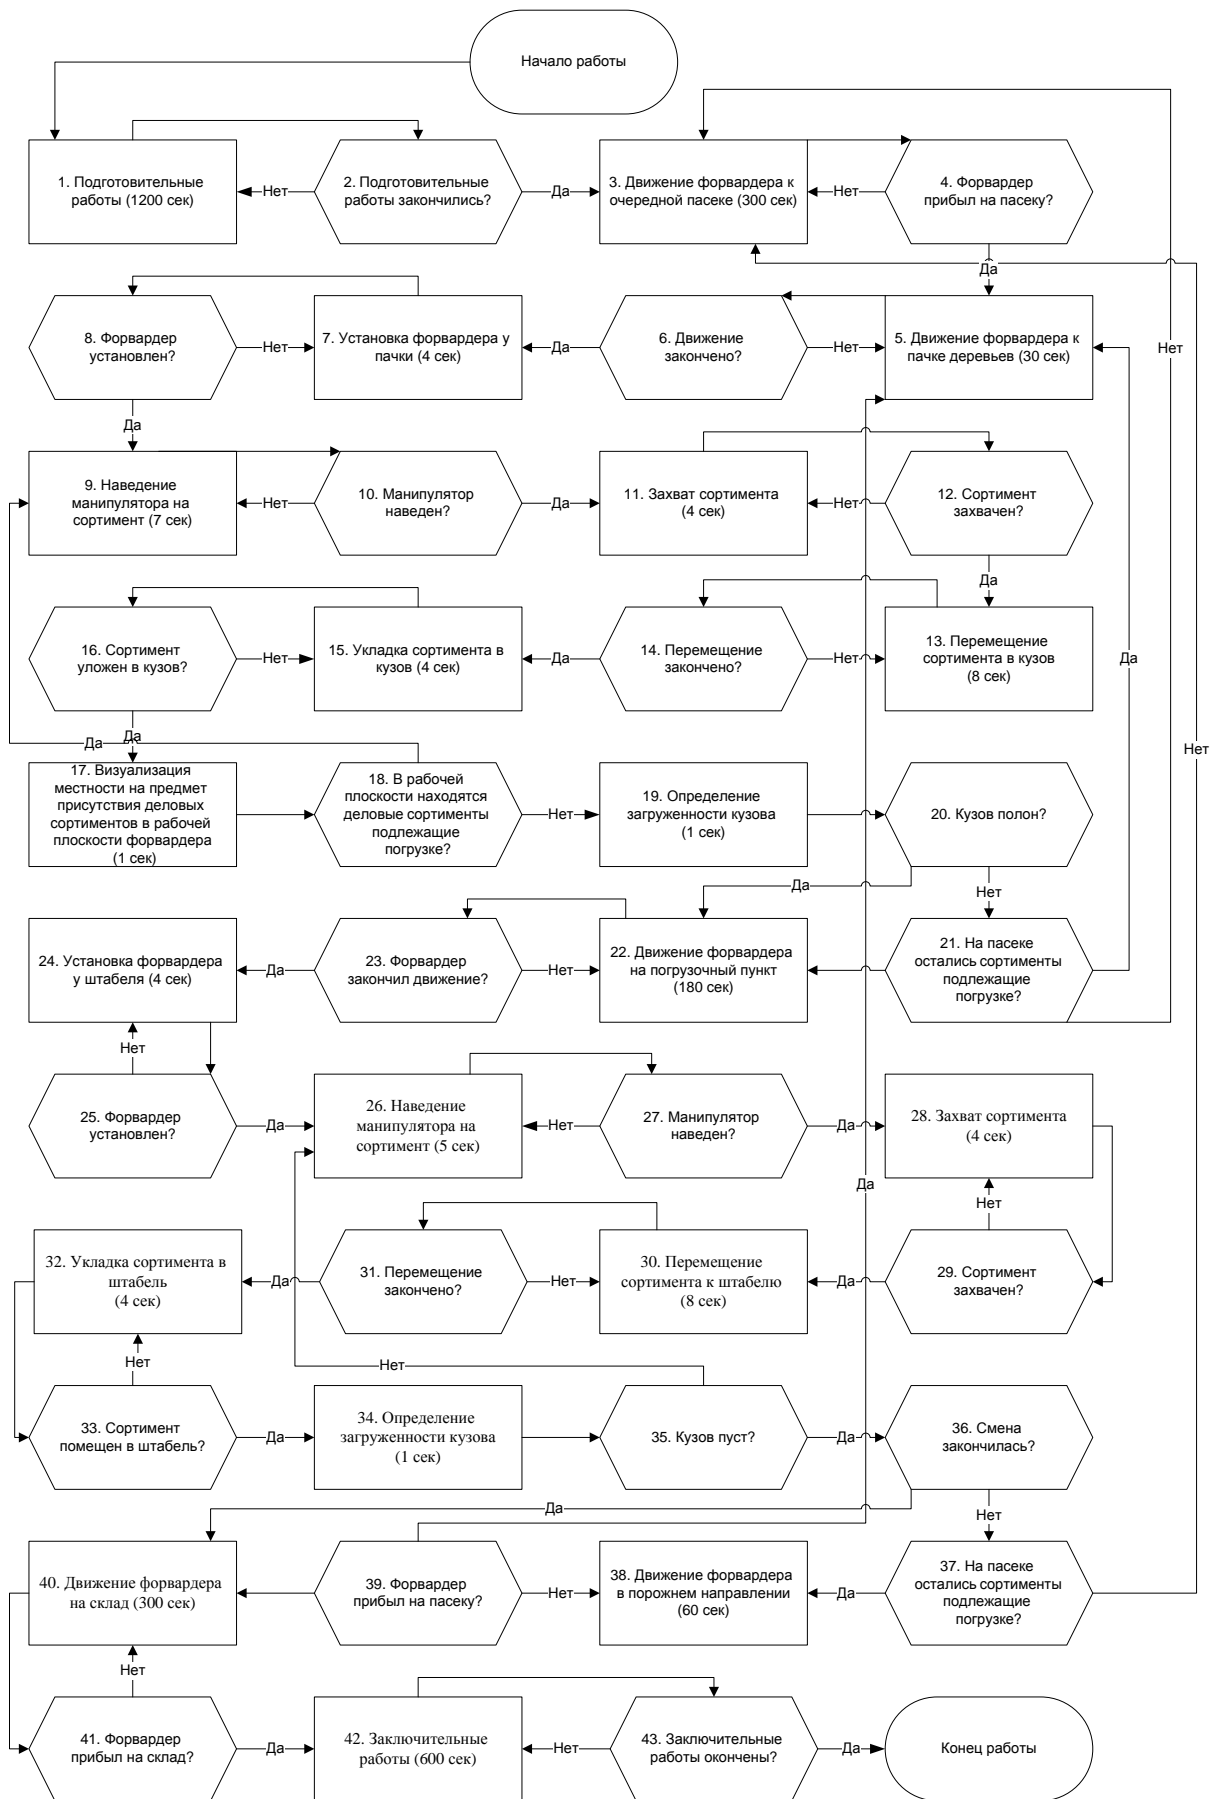 Начало работы
1. Подготовительные
работы (1200 сек)
Нет
2. Подготовительные
работы закончились?
Да
3. Движение форвардера к
очередной пасеке (300 сек)
Нет
4. Форвардер
прибыл на пасеку?
Да
8. Форвардер
установлен?
Нет
7. Установка форвардера у
пачки (4 сек)
Да
6. Движение
закончено?
Нет
5. Движение форвардера к
пачке деревьев (30 сек)
Нет
Да
9. Наведение
манипулятора на
сортимент (7 сек)
Нет
10. Манипулятор
наведен?
Да
11. Захват сортимента
(4 сек)
Нет
12. Сортимент
захвачен?
Да
16. Сортимент
уложен в кузов?
Нет
15. Укладка сортимента в
кузов (4 сек)
Да
14. Перемещение
закончено?
Нет
13. Перемещение
сортимента в кузов
(8 сек)
Да
Да
Да
Нет
17. Визуализация
местности на предмет
присутствия деловых
сортиментов в рабочей
плоскости форвардера
(1 сек)
18. В рабочей
плоскости находятся
деловые сортименты
подлежащие
погрузке?
Нет
19. Определение
загруженности кузова
(1 сек)
20. Кузов полон?
Да
Нет
24. Установка форвардера
у штабеля (4 сек)
Да
23. Форвардер
закончил движение?
Нет
22. Движение форвардера
на погрузочный пункт
(180 сек)
21. На пасеке
остались сортименты
подлежащие
погрузке?
Нет
25. Форвардер
установлен?
Да
26. Наведение
манипулятора на
сортимент (5 сек)
Нет
27. Манипулятор
наведен?
Да
28. Захват сортимента
(4 сек)
Да
Нет
32. Укладка сортимента в
штабель
(4 сек)
Да
31. Перемещение
закончено?
Нет
30. Перемещение
сортимента к штабелю
(8 сек)
Да
29. Сортимент
захвачен?
Нет
Нет
33. Сортимент
помещен в штабель?
Да
34. Определение
загруженности кузова
(1 сек)
35. Кузов пуст?
Да
36. Смена
закончилась?
Да
Нет
40. Движение форвардера
на склад (300 сек)
39. Форвардер
прибыл на пасеку?
Нет
38. Движение форвардера
в порожнем направлении
(60 сек)
Да
37. На пасеке
остались сортименты
подлежащие
погрузке?
Нет
41. Форвардер
прибыл на склад?
Да
42. Заключительные
работы (600 сек)
Нет
43. Заключительные
работы окончены?
Да
Конец работы